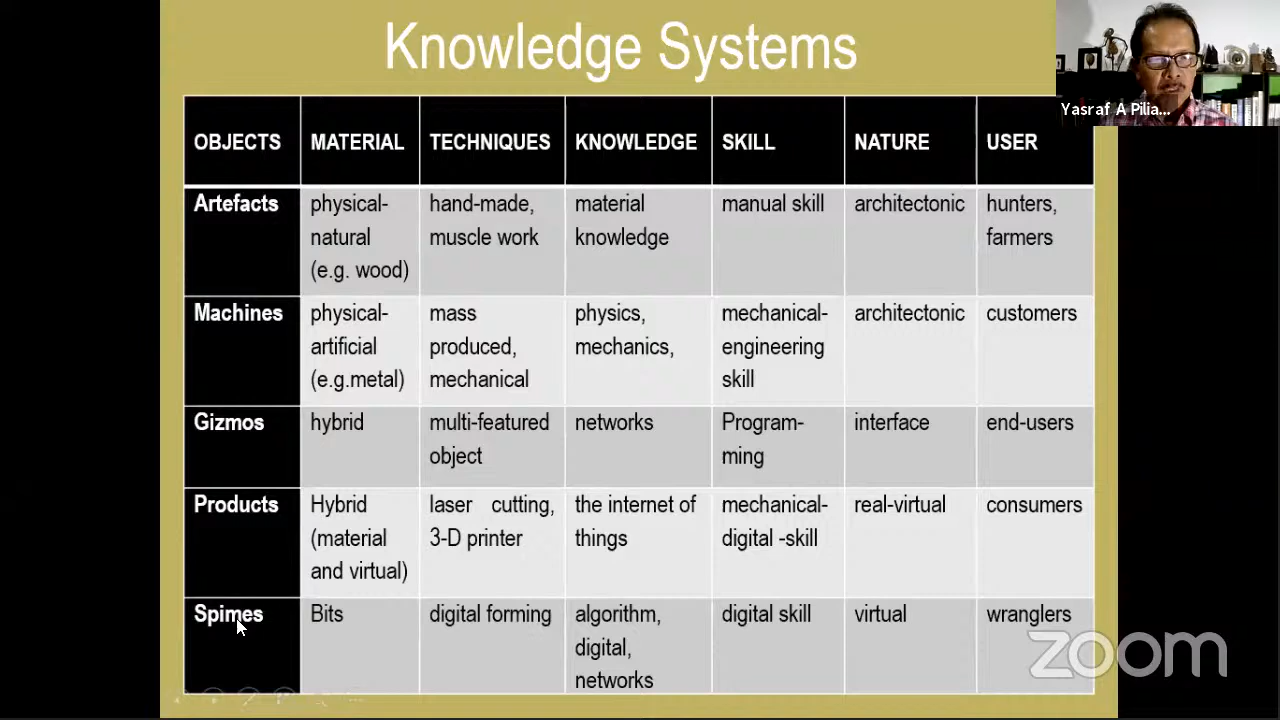 Knowledge Systems
Yasraf A Pilia...
OBJECTS MATERIAL TECHNIQUES KNOWLEDGE SKILL NATURE USER
Artefacts physical- hand-made, material manual skill architectonic hunters,
natural muscle work knowledge farmers
(e.g. wood)
Machines physical- mass physics, mechanical- architectonic customers
artificial produced, mechanics, engineering
(e.g.metal) mechanical skill
Gizmos hybrid multi-featured networks Program- interface end-users
object ming
Products Hybrid laser cutting, the internet of mechanical- real-virtual consumers
(material 3-D printer things digital -skill
and virtual)
Spimes Bits digital forming algorithm, digital skill virtual wranglers
digital,
networks
zoom